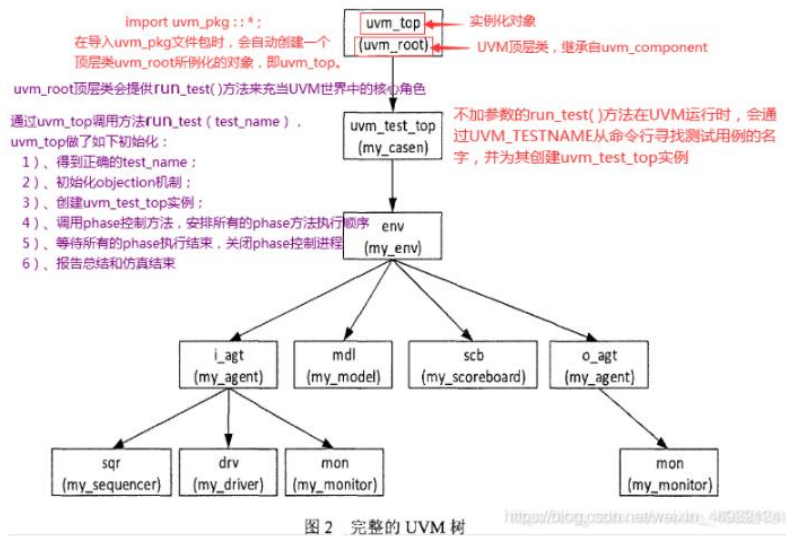 import uvm_pkg : : * ;
在导入uvm_pkg文件包时，会自动创建一个
顶层类uvm_root所例化的对象，即uvm_top。
uvm_top
(uvm_root)
实例化对象
UVM顶层类，继承自uvm_component
uvm_root顶层类会提供run_test()方法来充当UVM世界中的核心角色
通过uvm_top调用方法run_test（test_name），
uvm_top做了如下初始化：
1）、得到正确的test_name；
2）、初始化objection机制；
3）、创建uvm_test_top实例；
4）、调用phase控制方法，安排所有的phase方法执行顺序
5）、等待所有的phase执行结束，关闭phase控制进程
6）、报告总结和仿真结束
uvm_test_top
(my_casen)
不加参数的run_test( )方法在UVM运行时，会通
过UVM_TESTNAME从命令行寻找测试用例的名
字，并为其创建uvm_test_top实例
env
(my_env)
i_agt
(my_agent)
mdl
(my_model)
scb
(my_scoreboard)
o_agt
(my_agent)
sqr
(my_sequencer)
drv
(my_driver)
mon
(my_monitor)
mon
(my_monitor)
图 2 完整的 UVM 树